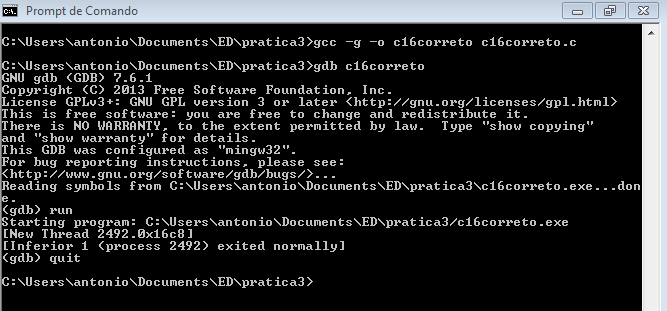 Prompt de Comando
C:\Users\antonio\Documents\ED\pratica3>gcc -g -o c16correto c16correto.c
C:\Users\antonio\Documents\ED\pratica3>gdb c16correto
GNU gdb (GDB) 7.6.1
Copyright (C) 2013 Free Software Foundation, Inc.
License GPLv3+: GNU GPL version 3 or later <http://gnu.org/licenses/gpl.html>
This is free software: you are free to change and redistribute it.
There is NO WARRANTY, to the extent permitted by law.  Type "show copying"
and "show warranty" for details.
This GDB was configured as "mingw32".
For bug reporting instructions, please see:
<http://www.gnu.org/software/gdb/bugs/>...
Reading symbols from C:\Users\antonio\Documents\ED\pratica3\c16correto.exe...don
e.
(gdb) run
Starting program: C:\Users\antonio\Documents\ED\pratica3/c16correto.exe
[New Thread 2492.0x16c8]
[Inferior 1 (process 2492) exited normally]
(gdb) quit
C:\Users\antonio\Documents\ED\pratica3>